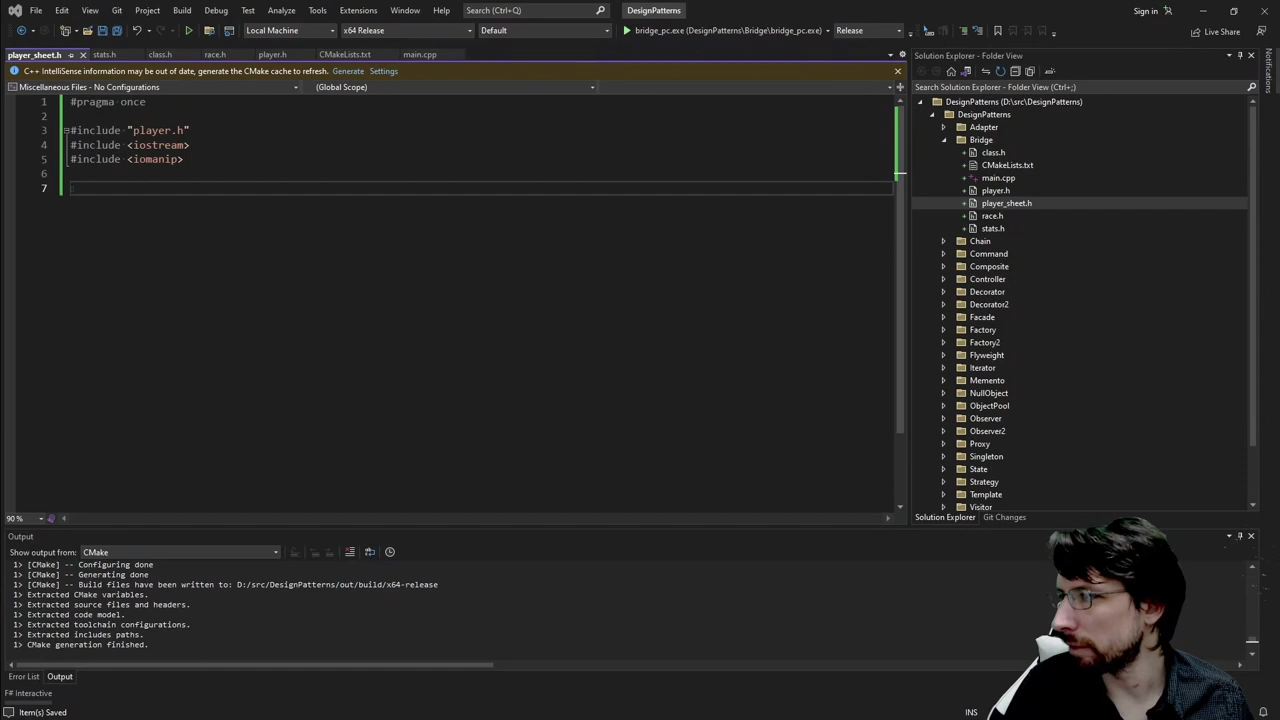 File Edit View Git Project Build Debug Test Analyze Tools Extensions Window Help Search (Ctrl+Q) DesignPatterns Sign in
Local Machine x64 Release Default bridge_pc.exe (DesignPatterns\Bridge\bridge_pc.exe) Release Live Share
player_sheet.h stats.h class.h race.h player.h CMakeLists.txt main.cpp
C++ IntelliSense information may be out of date, generate the CMake cache to refresh. Generate Settings
Miscellaneous Files - No Configurations (Global Scope)
1 #pragma once
2
3 #include "player.h"
4 #include <iostream>
5 #include <iomanip>
6
7
90 %
Solution Explorer - Folder View
Search Solution Explorer - Folder View (Ctrl+;)
DesignPatterns (D:\src\DesignPatterns)
DesignPatterns
Adapter
Bridge
class.h
CMakeLists.txt
main.cpp
player.h
player_sheet.h
race.h
stats.h
Chain
Command
Composite
Controller
Decorator
Decorator2
Facade
Factory
Factory2
Flyweight
Iterator
Memento
NullObject
ObjectPool
Observer
Observer2
Proxy
Singleton
State
Strategy
Template
Visitor
Solution Explorer Git Changes
Notifications
Output
Show output from: CMake
1> [CMake] -- Configuring done
1> [CMake] -- Generating done
1> [CMake] -- Build files have been written to: D:/src/DesignPatterns/out/build/x64-release
1> Extracted CMake variables.
1> Extracted source files and headers.
1> Extracted code model.
1> Extracted toolchain configurations.
1> Extracted includes paths.
1> CMake generation finished.
Error List Output
F# Interactive
Item(s) Saved
INS